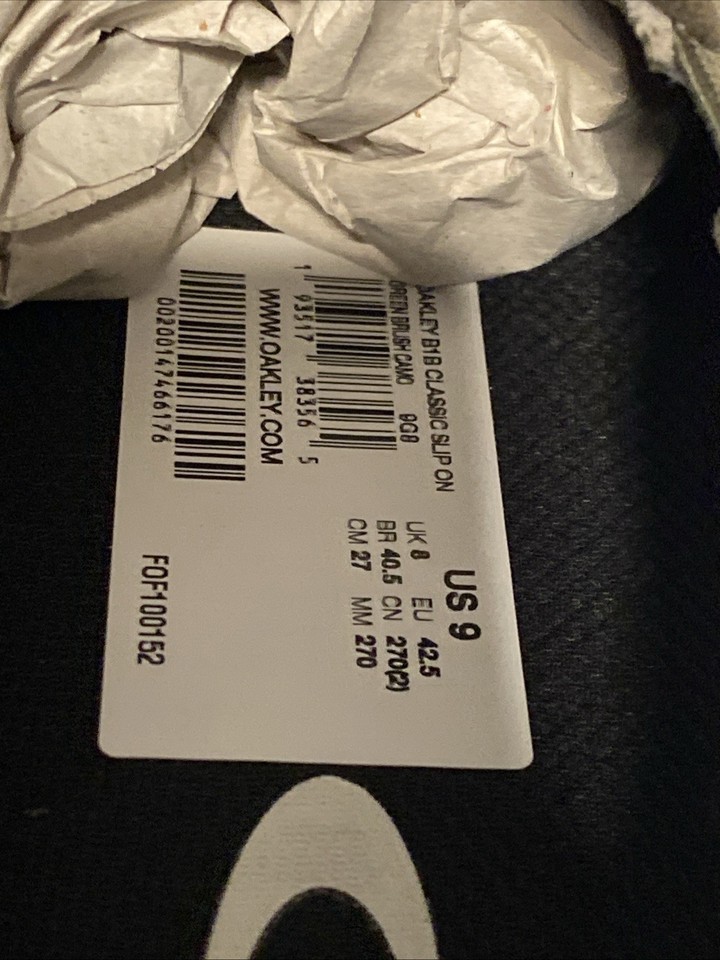 OAKLEY B1B CLASSIC SLIP ON
GREEN BRUSH CAMO 9G8
1 93517 38356 5
WWW.OAKLEY.COM
00200147466176
US 9
UK 8 EU 42.5
BR 40.5 CN 270(2)
CM 27 MM 270
FOF100152